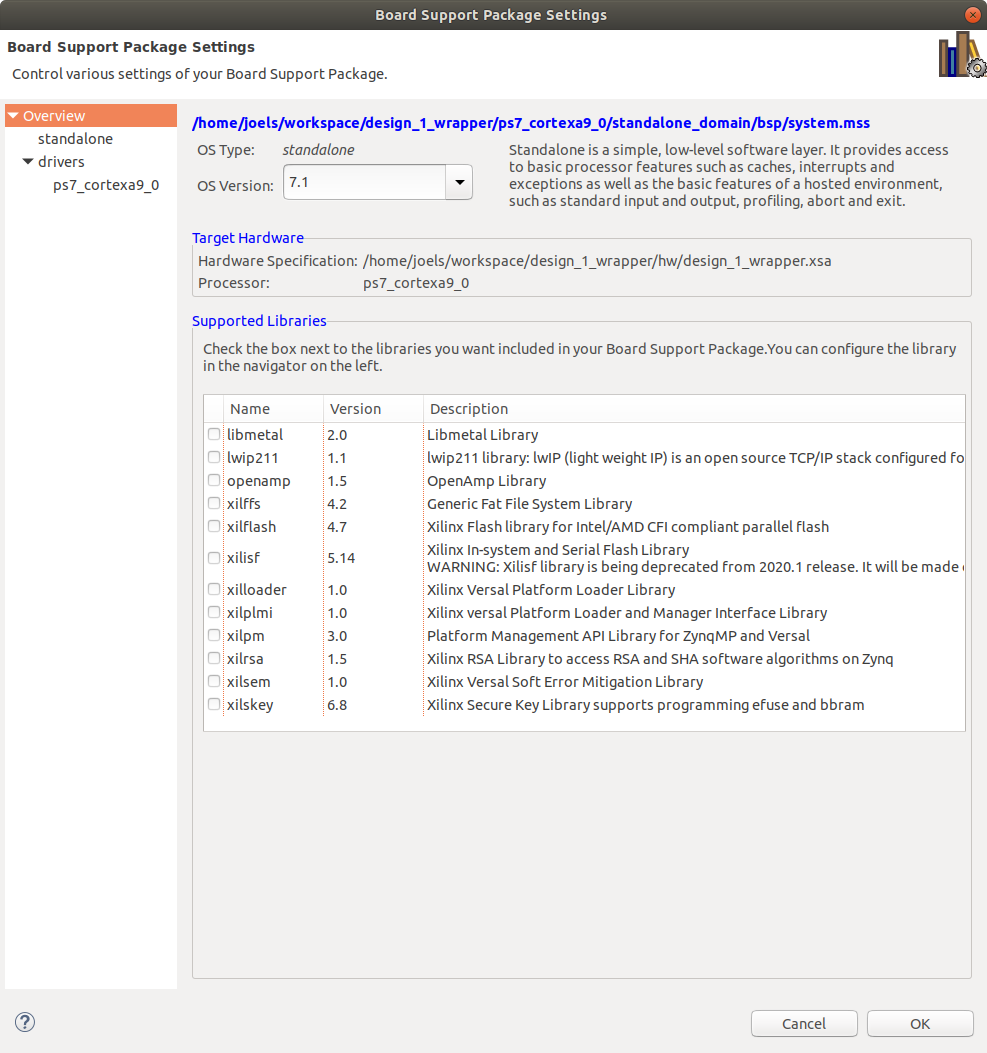 Board Support Package Settings
Board Support Package Settings
Control various settings of your Board Support Package.
Overview
standalone
drivers
ps7_cortexa9_0
/home/joels/workspace/design_1_wrapper/ps7_cortexa9_0/standalone_domain/bsp/system.mss
OS Type: standalone
OS Version: 7.1
Standalone is a simple, low-level software layer. It provides access
to basic processor features such as caches, interrupts and
exceptions as well as the basic features of a hosted environment,
such as standard input and output, profiling, abort and exit.
Target Hardware
Hardware Specification: /home/joels/workspace/design_1_wrapper/hw/design_1_wrapper.xsa
Processor: ps7_cortexa9_0
Supported Libraries
Check the box next to the libraries you want included in your Board Support Package.You can configure the library
in the navigator on the left.
Name Version Description
libmetal 2.0 Libmetal Library
lwip211 1.1 lwip211 library: lwIP (light weight IP) is an open source TCP/IP stack configured fo
openamp 1.5 OpenAmp Library
xilffs 4.2 Generic Fat File System Library
xilflash 4.7 Xilinx Flash library for Intel/AMD CFI compliant parallel flash
xilisf 5.14 Xilinx In-system and Serial Flash Library
WARNING: Xilisf library is being deprecated from 2020.1 release. It will be made
xilloader 1.0 Xilinx Versal Platform Loader Library
xilplmi 1.0 Xilinx versal Platform Loader and Manager Interface Library
xilpm 3.0 Platform Management API Library for ZynqMP and Versal
xilrsa 1.5 Xilinx RSA Library to access RSA and SHA software algorithms on Zynq
xilsem 1.0 Xilinx Versal Soft Error Mitigation Library
xilskey 6.8 Xilinx Secure Key Library supports programming efuse and bbram
?
Cancel OK